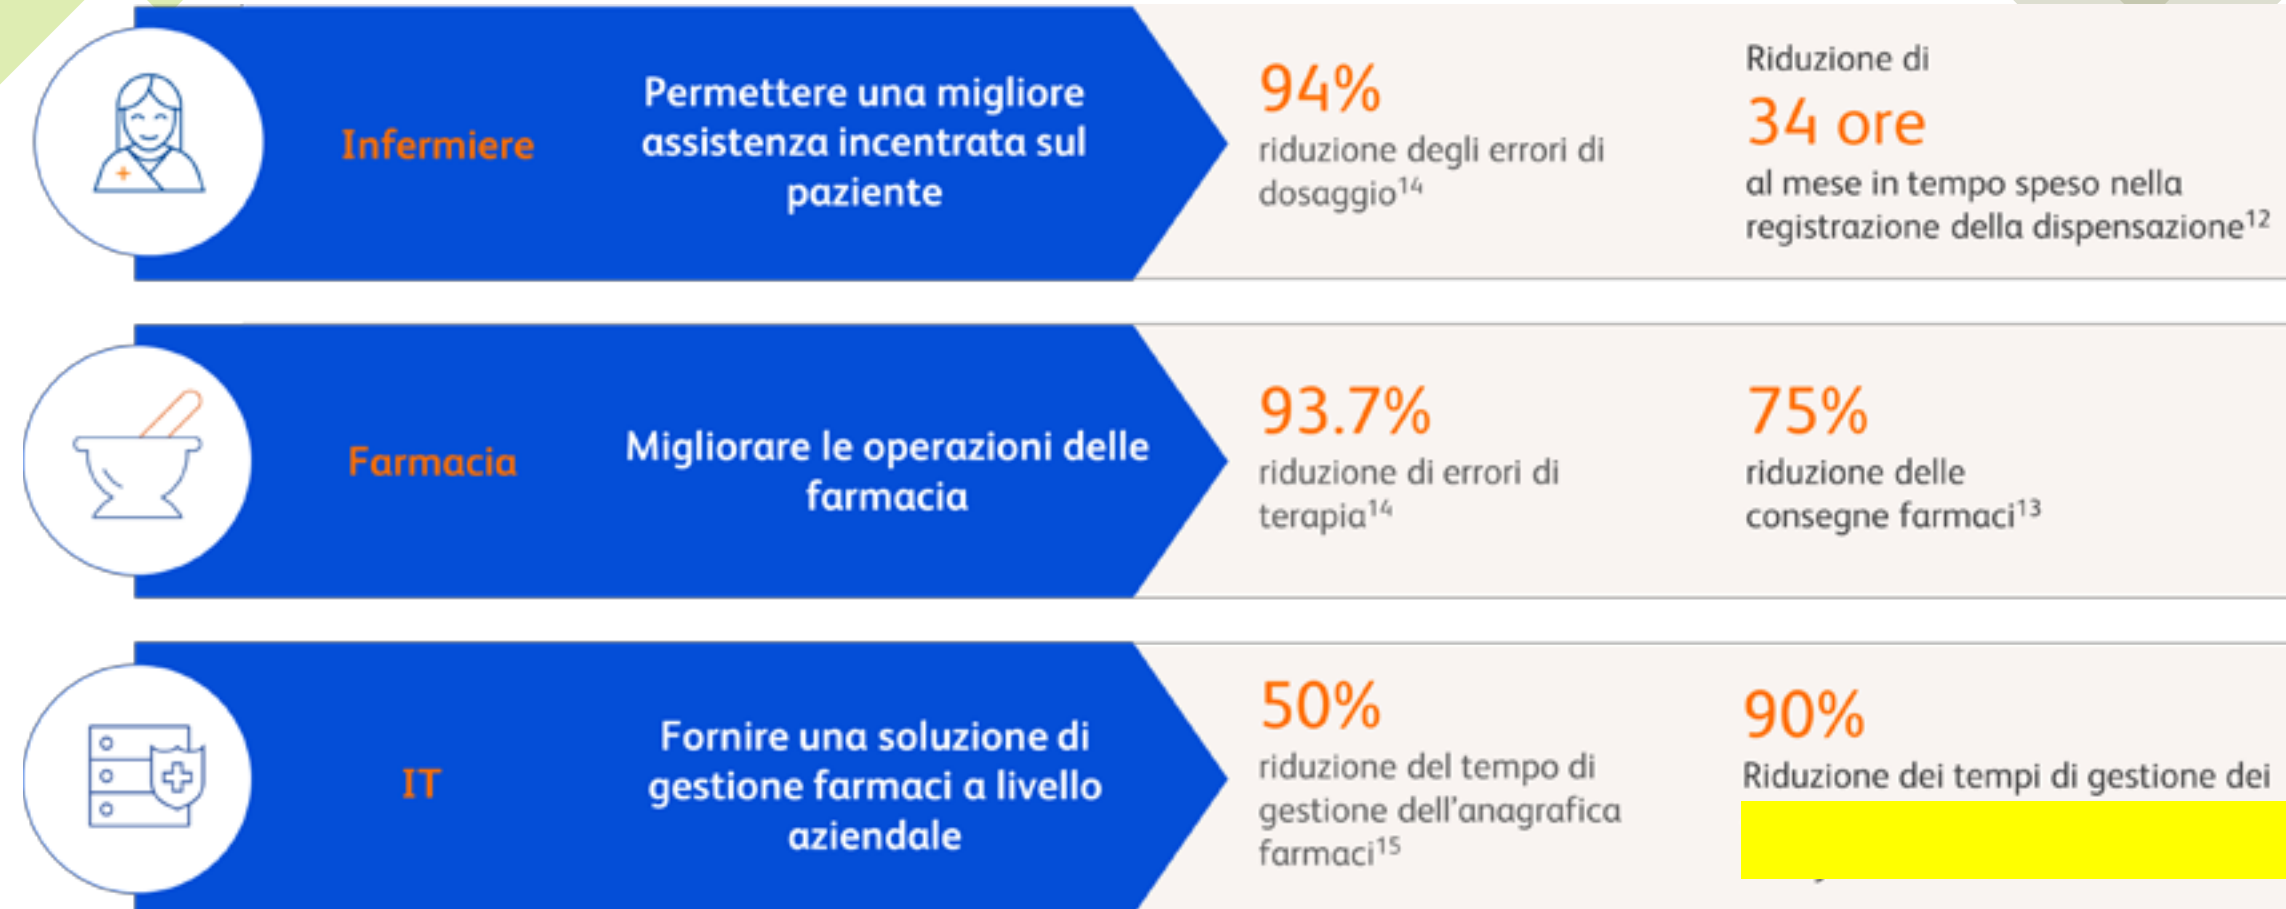 Infermiere
Permettere una migliore
assistenza incentrata sul
paziente
94%
riduzione degli errori di
dosaggio¹⁴
Riduzione di
34 ore
al mese in tempo speso nella
registrazione della dispensazione¹²
Farmacia
Migliorare le operazioni delle
farmacia
93.7%
riduzione di errori di
terapia¹⁴
75%
riduzione delle
consegne farmaci¹³
IT
Fornire una soluzione di
gestione farmaci a livello
aziendale
50%
riduzione del tempo di
gestione dell'anagrafica
farmaci¹⁵
90%
Riduzione dei tempi di gestione dei